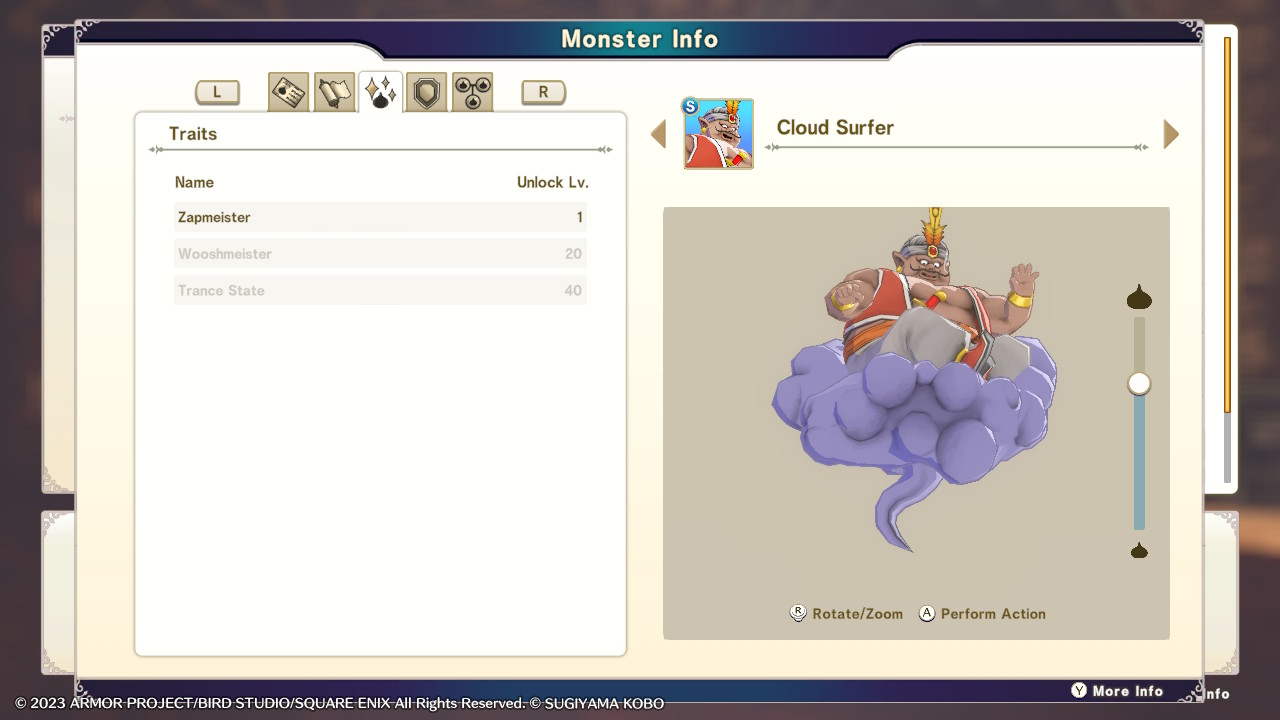 Monster Info
L
R
Traits
Name Unlock Lv.
Zapmeister 1
Wooshmeister 20
Trance State 40
S
Cloud Surfer
R Rotate/Zoom A Perform Action
Y More Info
Info
© 2023 ARMOR PROJECT/BIRD STUDIO/SQUARE ENIX All Rights Reserved. © SUGIYAMA KOBO